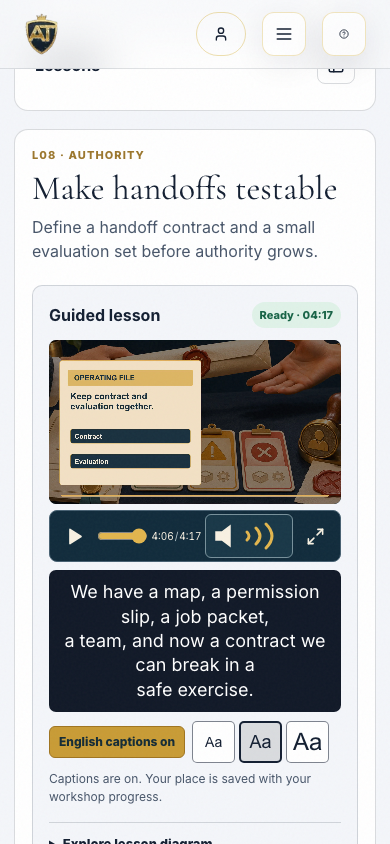 AT
Lessons
L08 · AUTHORITY
Make handoffs testable
Define a handoff contract and a small
evaluation set before authority grows.
Guided lesson
Ready · 04:17
OPERATING FILE
Keep contract and
evaluation together.
Contract
Evaluation
4:06/4:17
We have a map, a permission
slip, a job packet,
a team, and now a contract we
can break in a
safe exercise.
English captions on
Aa
Aa
Aa
Captions are on. Your place is saved with your
workshop progress.
Explore lesson diagram